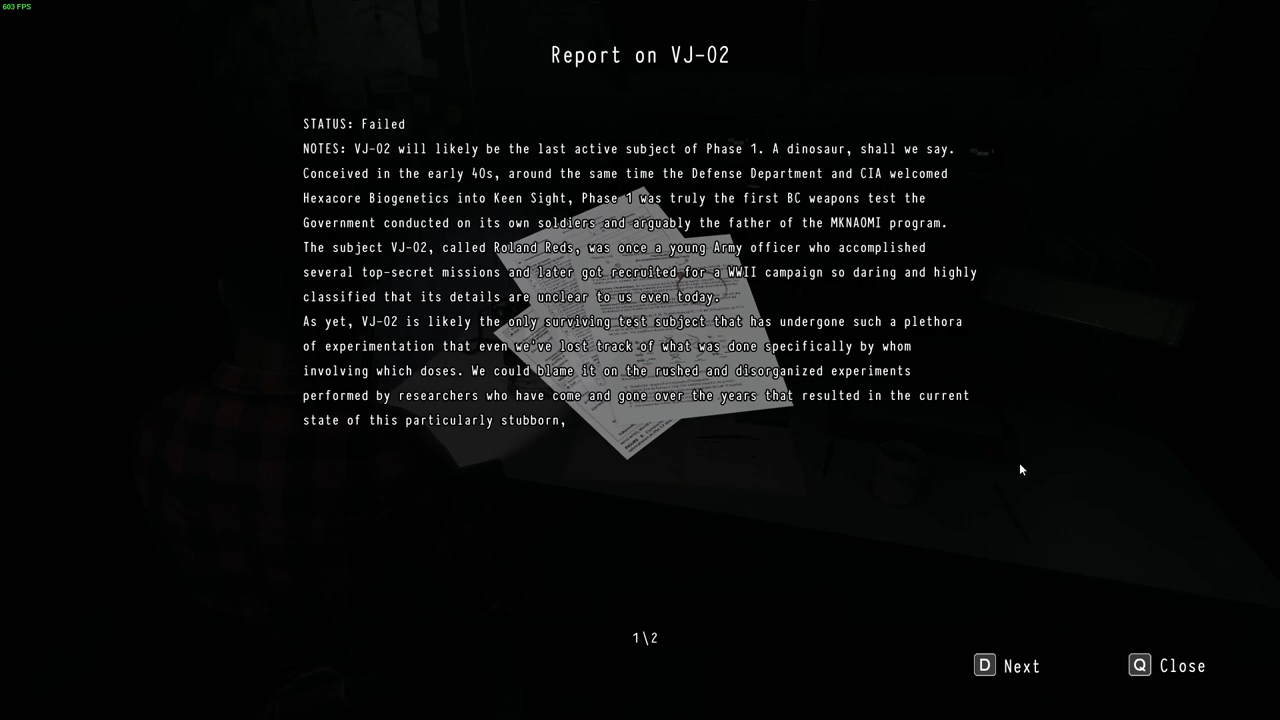 603 FPS
Report on VJ-02
STATUS: Failed
NOTES: VJ-02 will likely be the last active subject of Phase 1. A dinosaur, shall we say.
Conceived in the early 40s, around the same time the Defense Department and CIA welcomed
Hexacore Biogenetics into Keen Sight, Phase 1 was truly the first BC weapons test the
Government conducted on its own soldiers and arguably the father of the MKNAOMI program.
The subject VJ-02, called Roland Reds, was once a young Army officer who accomplished
several top-secret missions and later got recruited for a WWII campaign so daring and highly
classified that its details are unclear to us even today.
As yet, VJ-02 is likely the only surviving test subject that has undergone such a plethora
of experimentation that even we've lost track of what was done specifically by whom
involving which doses. We could blame it on the rushed and disorganized experiments
performed by researchers who have come and gone over the years that resulted in the current
state of this particularly stubborn,
1\2
D Next
Q Close